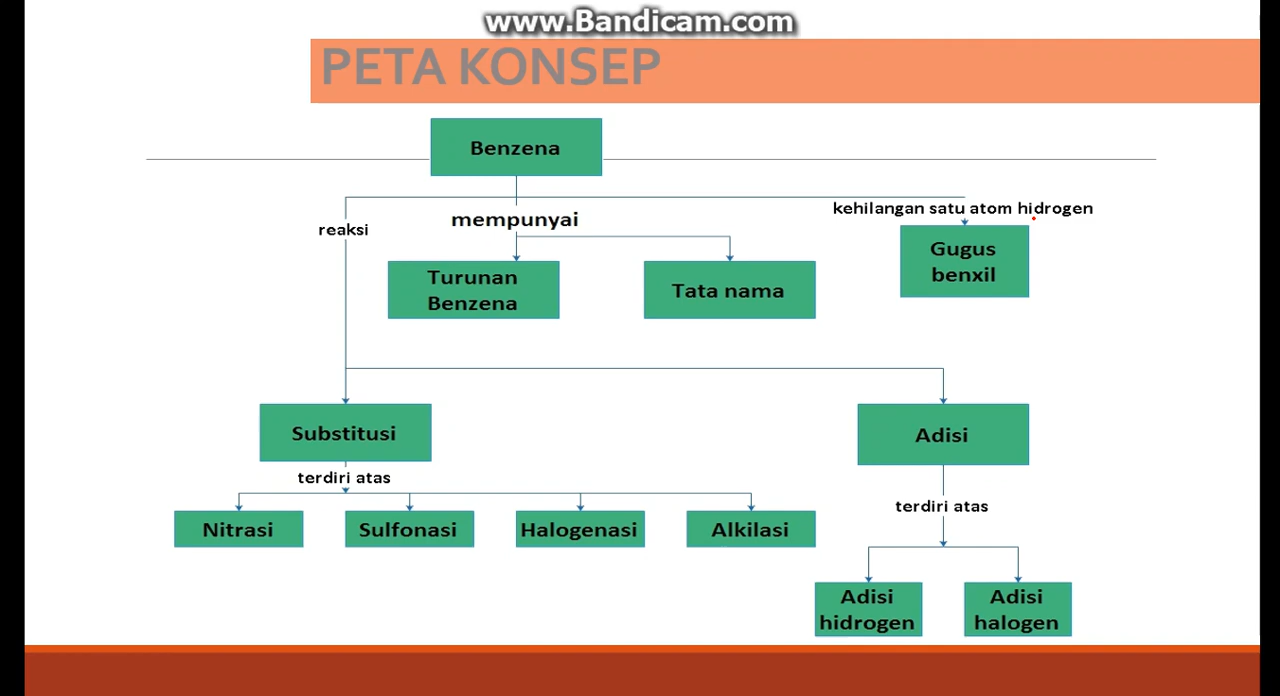 www.Bandicam.com
PETA KONSEP
Benzena
kehilangan satu atom hidrogen
mempunyai
reaksi
Gugus
benxil
Turunan
Benzena
Tata nama
Substitusi
Adisi
terdiri atas
terdiri atas
Nitrasi
Sulfonasi
Halogenasi
Alkilasi
Adisi
hidrogen
Adisi
halogen